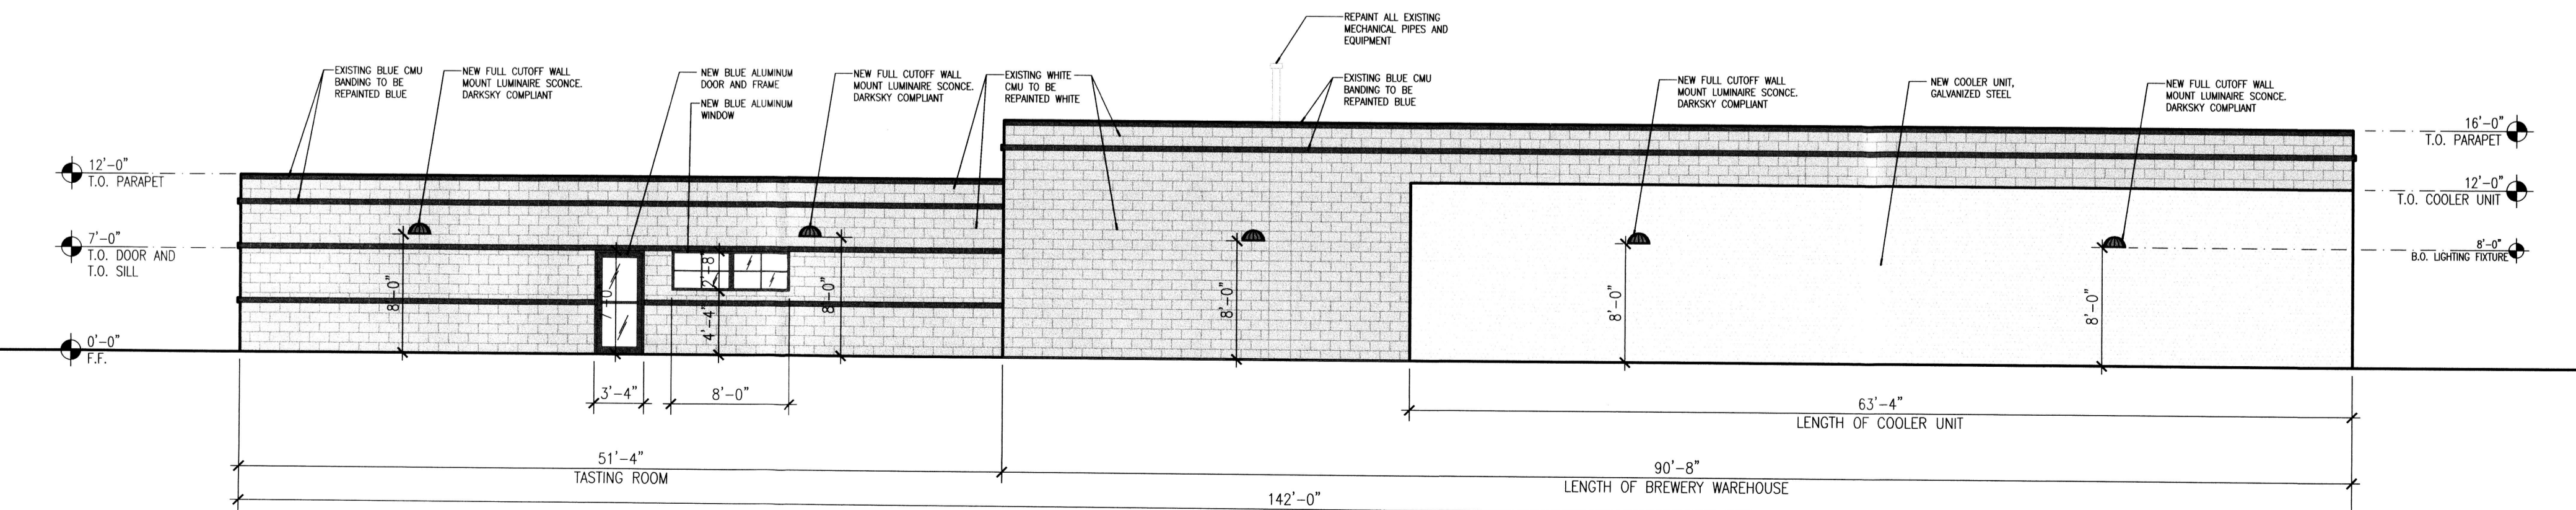 REPAINT ALL EXISTING
MECHANICAL PIPES AND
EQUIPMENT
EXISTING BLUE CMU
BANDING TO BE
REPAINTED BLUE
NEW FULL CUTOFF WALL
MOUNT LUMINAIRE SCONCE.
DARKSKY COMPLIANT
NEW BLUE ALUMINUM
DOOR AND FRAME
NEW BLUE ALUMINUM
WINDOW
NEW FULL CUTOFF WALL
MOUNT LUMINAIRE SCONCE.
DARKSKY COMPLIANT
EXISTING WHITE
CMU TO BE
REPAINTED WHITE
EXISTING BLUE CMU
BANDING TO BE
REPAINTED BLUE
NEW FULL CUTOFF WALL
MOUNT LUMINAIRE SCONCE.
DARKSKY COMPLIANT
NEW COOLER UNIT,
GALVANIZED STEEL
NEW FULL CUTOFF WALL
MOUNT LUMINAIRE SCONCE.
DARKSKY COMPLIANT
12'-0"
T.O. PARAPET
7'-0"
T.O. DOOR AND
T.O. SILL
0'-0"
F.F.
16'-0"
T.O. PARAPET
12'-0"
T.O. COOLER UNIT
8'-0"
B.O. LIGHTING FIXTURE
8'-0"
2'-8"
4'-4"
8'-0"
8'-0"
8'-0"
8'-0"
3'-4"
8'-0"
63'-4"
LENGTH OF COOLER UNIT
51'-4"
TASTING ROOM
90'-8"
LENGTH OF BREWERY WAREHOUSE
142'-0"